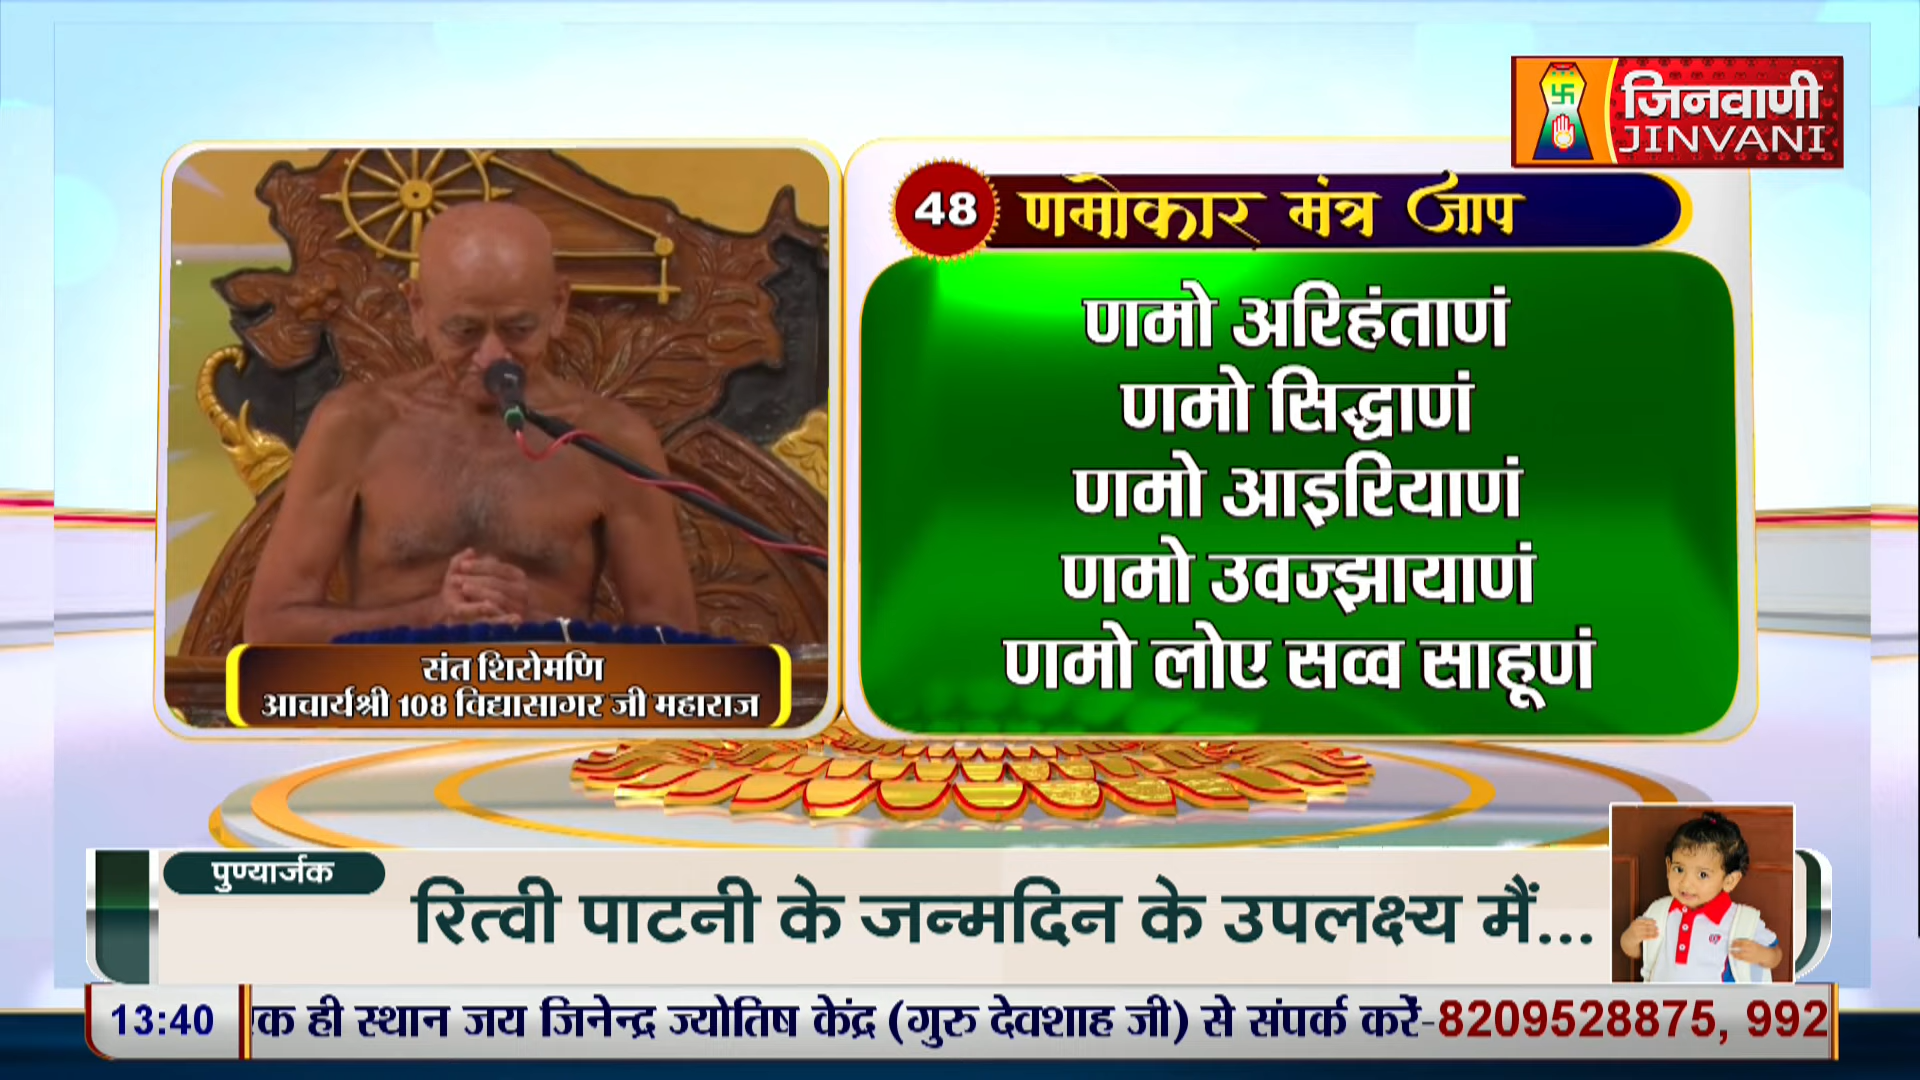 जिनवाणी
JINVANI
48 णमोकार मंत्र जाप
णमो अरिहंताणं
णमो सिद्धाणं
णमो आइरियाणं
णमो उवज्झायाणं
णमो लोए सव्व साहूणं
संत शिरोमणि
आचार्यश्री 108 विद्यासागर जी महाराज
पुण्यार्जक
रित्वी पाटनी के जन्मदिन के उपलक्ष्य मैं...
13:40 ही स्थान जय जिनेन्द्र ज्योतिष केंद्र (गुरु देवशाह जी) से संपर्क करें-8209528875, 992